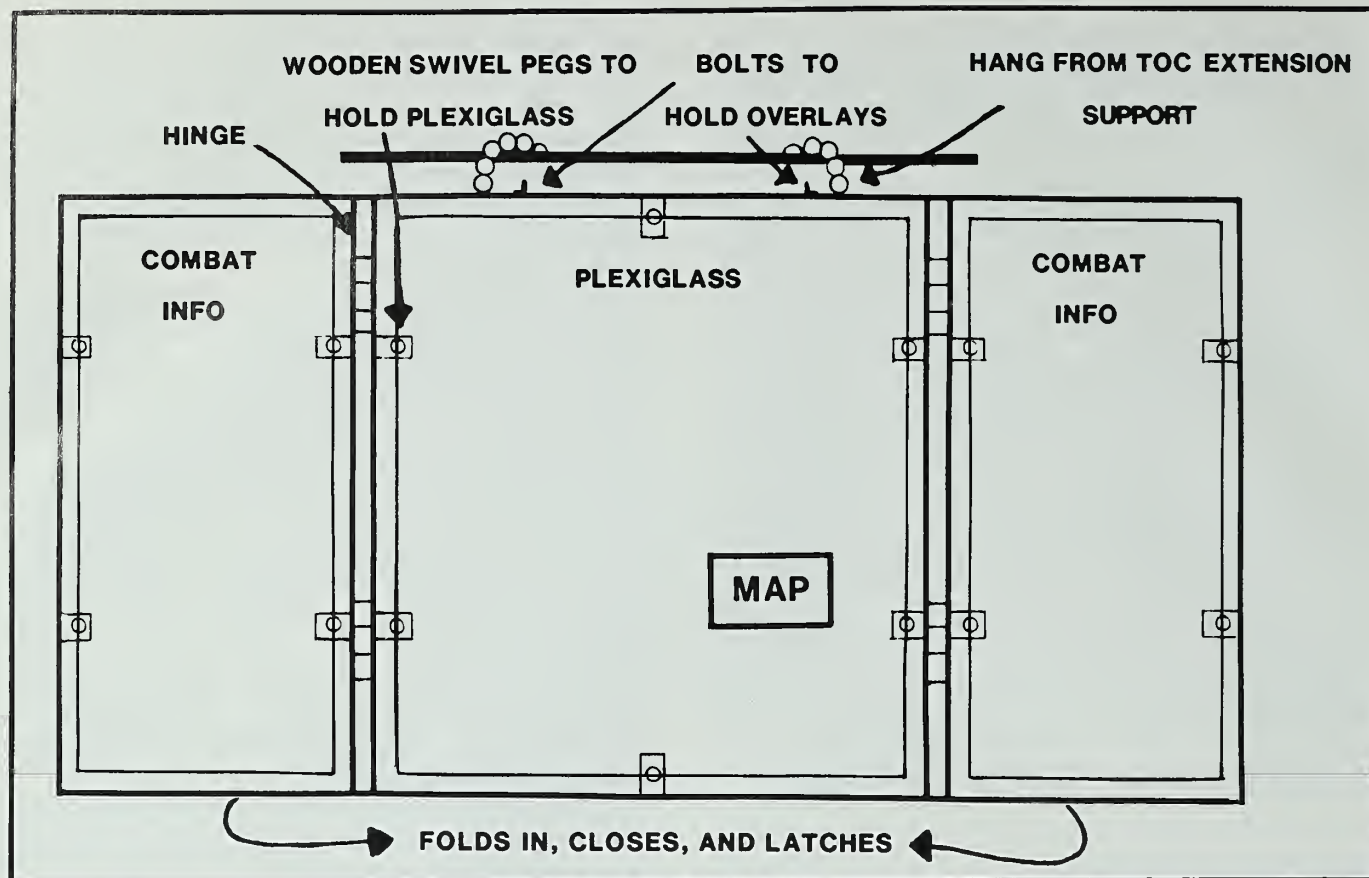 WOODEN SWIVEL PEGS TO
HOLD PLEXIGLASS
BOLTS TO
HOLD OVERLAYS
HANG FROM TOC EXTENSION
SUPPORT
HINGE
COMBAT
INFO
PLEXIGLASS
COMBAT
INFO
MAP
FOLDS IN, CLOSES, AND LATCHES